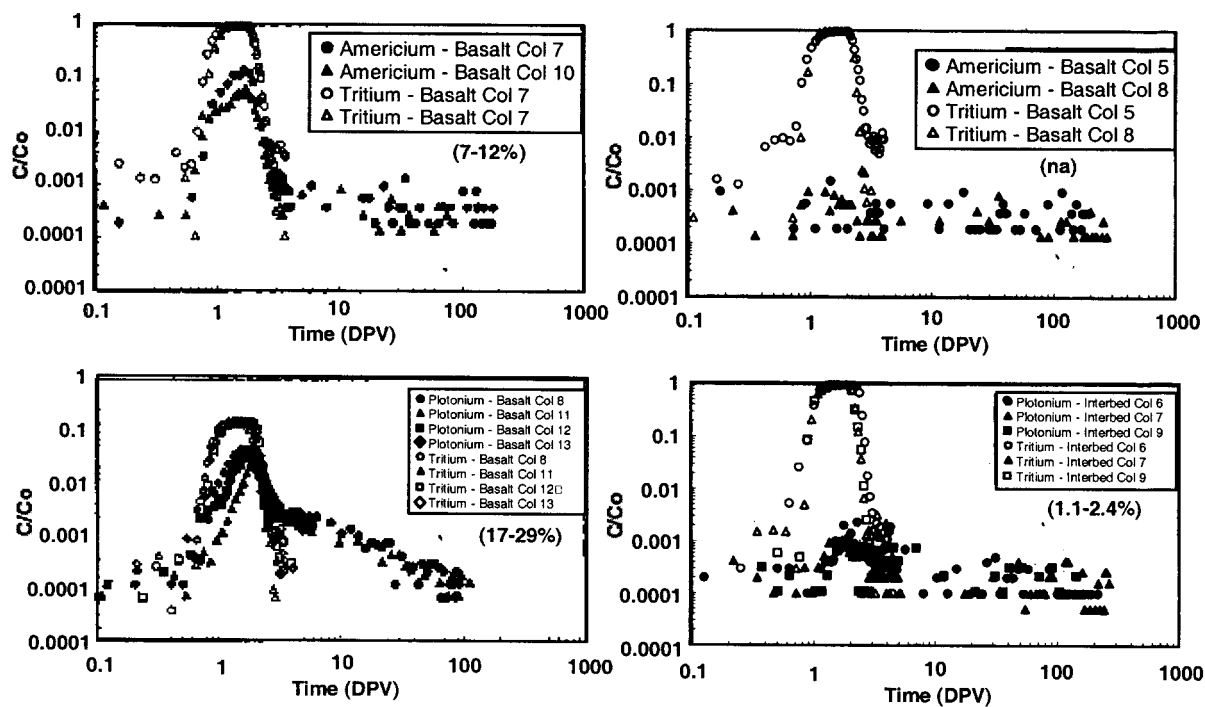 1
0.1
0.01
0.001
0.0001
0.0001
C/Co
Americium - Basalt Col 7
Americium - Basalt Col 10
Tritium - Basalt Col 7
Tritium - Basalt Col 7
(7-12%)
0.1
1
10
100
1000
Time (DPV)
1
0.1
0.01
0.001
0.0001
0.0001
C/Co
Americium - Basalt Col 5
Americium - Basalt Col 8
Tritium - Basalt Col 5
Tritium - Basalt Col 8
(na)
0.1
1
10
100
1000
Time (DPV)
1
0.1
0.01
0.001
0.0001
0.0001
C/Co
Plotonium - Basalt Col 8
Plotonium - Basalt Col 11
Plotonium - Basalt Col 12
Plotonium - Basalt Col 13
Tritium - Basalt Col 8
Tritium - Basalt Col 11
Tritium - Basalt Col 12□
Tritium - Basalt Col 13
(17-29%)
0.1
1
10
100
1000
Time (DPV)
1
0.1
0.01
0.001
0.0001
0.0001
C/Co
Plotonium - Interbed Col 6
Plotonium - Interbed Col 7
Plotonium - Interbed Col 9
Tritium - Interbed Col 6
Tritium - Interbed Col 7
Tritium - Interbed Col 9
(1.1-2.4%)
0.1
1
10
100
1000
Time (DPV)